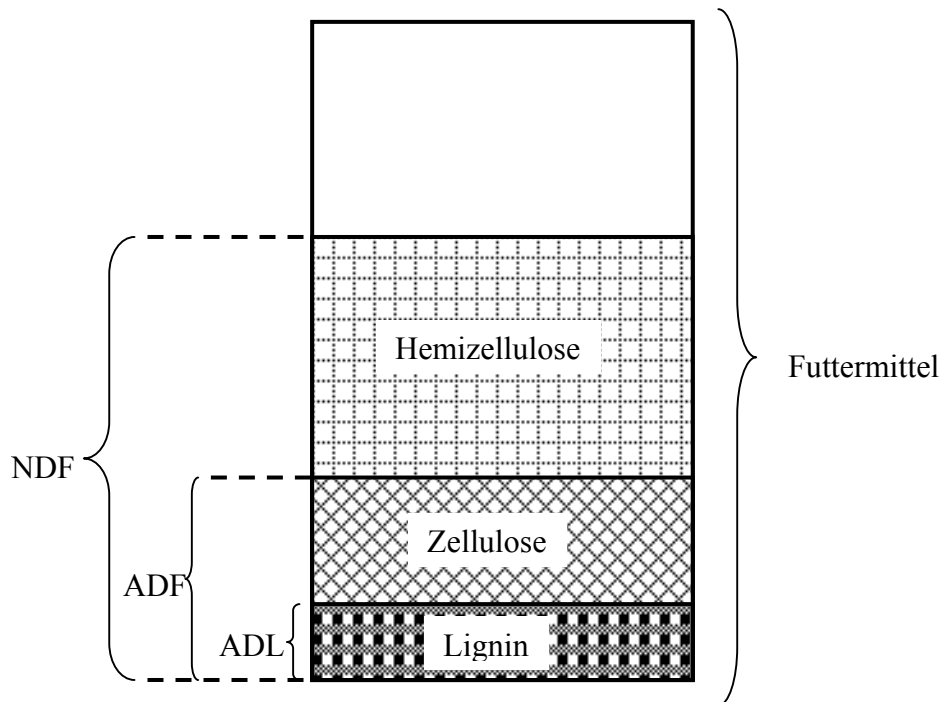 Hemizellulose
Futtermittel
NDF
Zellulose
ADF
ADL
Lignin